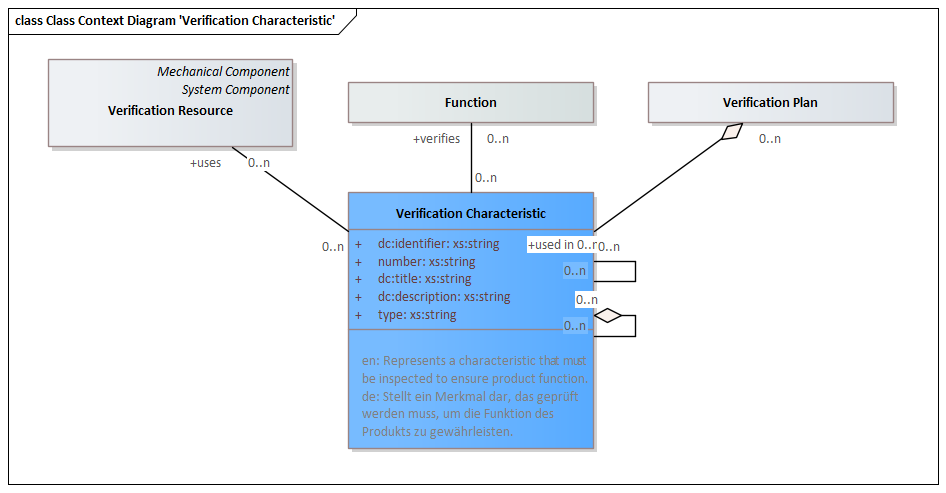 class Class Context Diagram 'Verification Characteristic'
Mechanical Component
System Component
Verification Resource
Function
Verification Plan
+uses
0..n
+verifies
0..n
0..n
0..n
0..n
Verification Characteristic
+ dc:identifier: xs:string
+ number: xs:string
+ dc:title: xs:string
+ dc:description: xs:string
+ type: xs:string
+used in 0..n
0..n
0..n
0..n
0..n
en: Represents a characteristic that must
be inspected to ensure product function.
de: Stellt ein Merkmal dar, das geprüft
werden muss, um die Funktion des
Produkts zu gewährleisten.